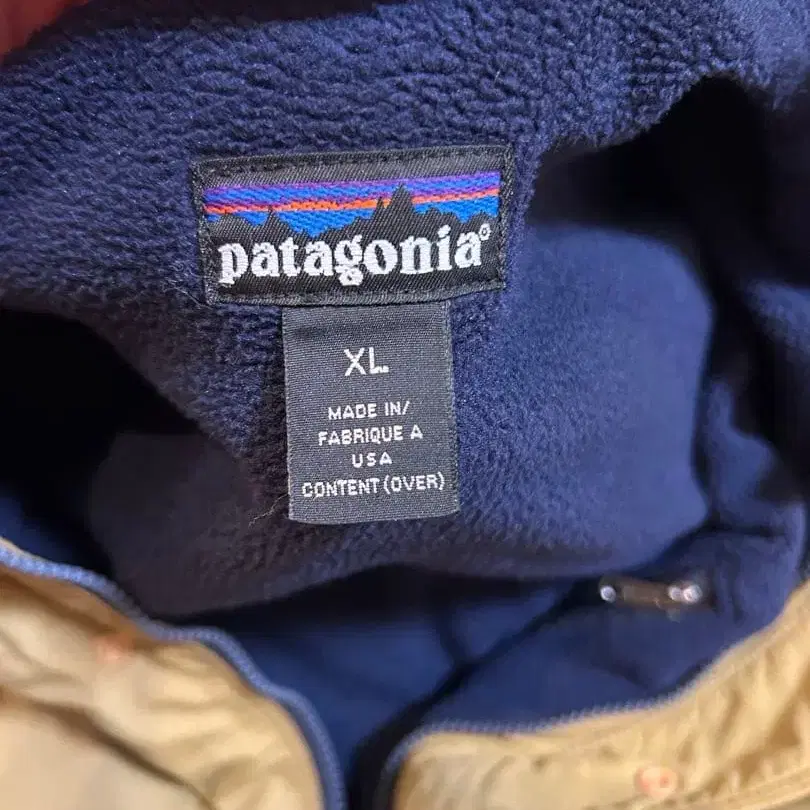 patagonia®
XL
MADE IN/
FABRIQUE A
USA
CONTENT (OVER)